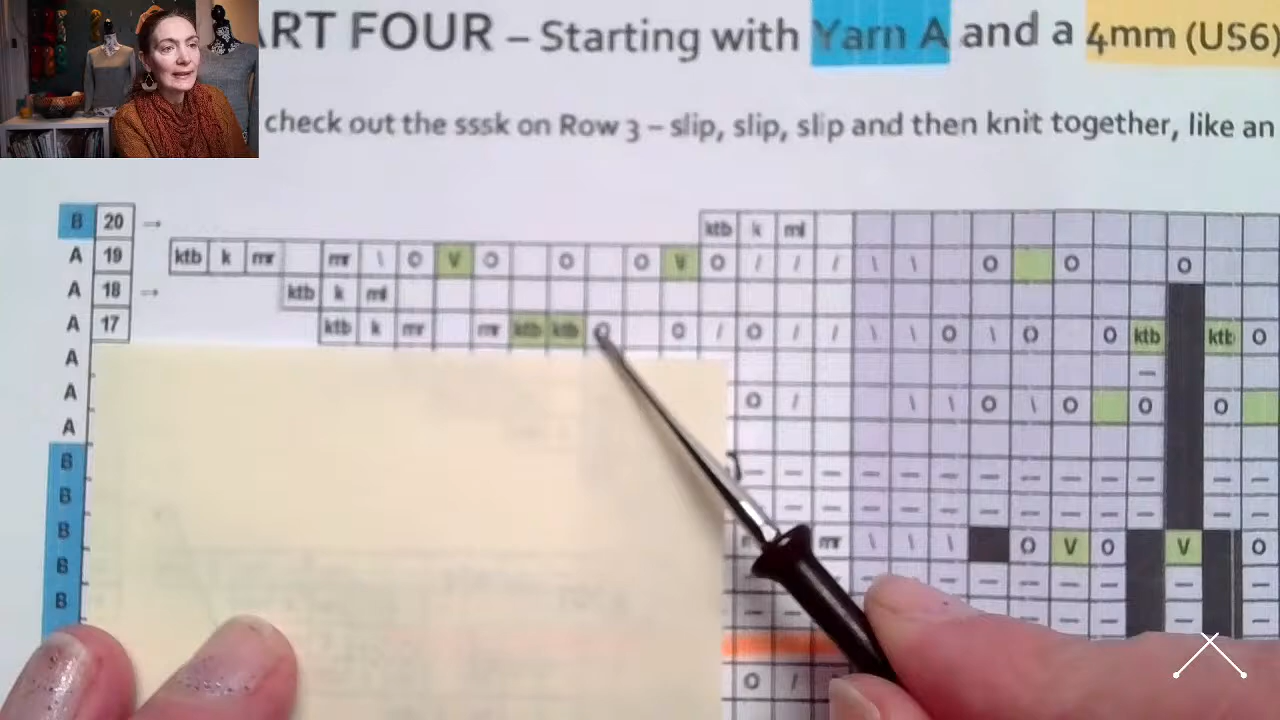 ART FOUR – Starting with Yarn A and a 4mm (US6)
check out the sssk on Row 3 – slip, slip, slip and then knit together, like an
B 20 → ktb k ml
A 19 ktb k mr mr \ O V O O O V O / / / \ \ O O O
A 18 → ktb k ml
A 17 ktb k mr mr ktb ktb O O / O / / \ \ O \ O O ktb ktb O
A –
A O / \ \ O \ O O O
A
B – – – – – – – – – – – –
B – – – – – – – – – – – –
B mr \ \ \ O V O V O
B – – – – – – – –
B – – – – – – – –
O /